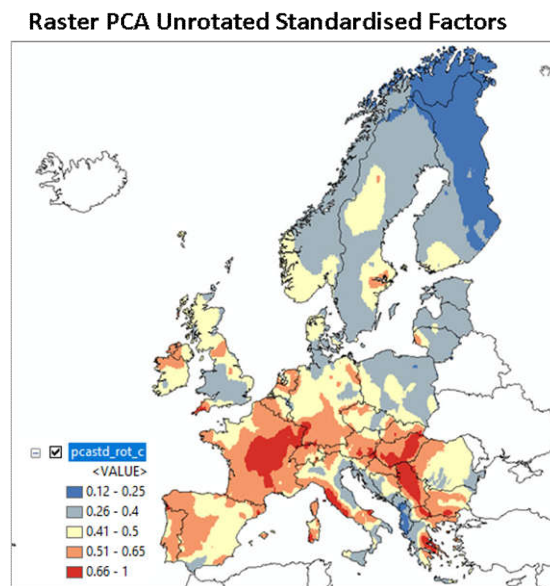 Raster PCA Unrotated Standardised Factors
pcastd_rot_c
<VALUE>
0.12 - 0.25
0.26 - 0.4
0.41 - 0.5
0.51 - 0.65
0.66 - 1